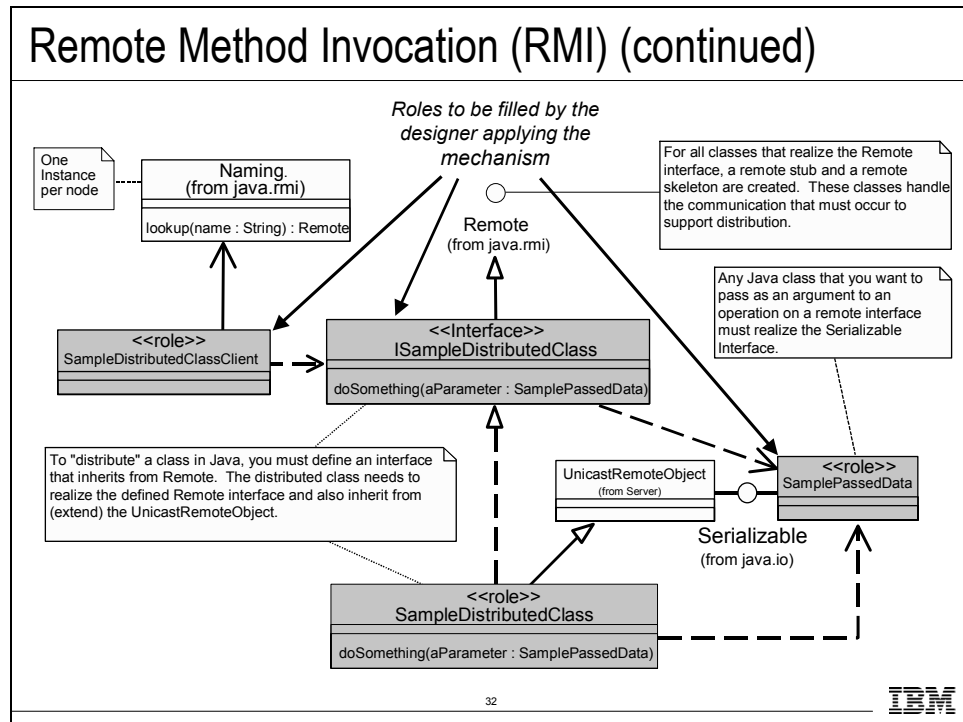 Remote Method Invocation (RMI) (continued)
Roles to be filled by the
designer applying the
mechanism
One
Instance
per node
Naming.
(from java.rmi)
lookup(name : String) : Remote
Remote
(from java.rmi)
For all classes that realize the Remote
interface, a remote stub and a remote
skeleton are created. These classes handle
the communication that must occur to
support distribution.
Any Java class that you want to
pass as an argument to an
operation on a remote interface
must realize the Serializable
Interface.
<<role>>
SampleDistributedClassClient
<<Interface>>
ISampleDistributedClass
doSomething(aParameter : SamplePassedData)
To "distribute" a class in Java, you must define an interface
that inherits from Remote. The distributed class needs to
realize the defined Remote interface and also inherit from
(extend) the UnicastRemoteObject.
UnicastRemoteObject
(from Server)
<<role>>
SamplePassedData
Serializable
(from java.io)
<<role>>
SampleDistributedClass
doSomething(aParameter : SamplePassedData)
32
IBM